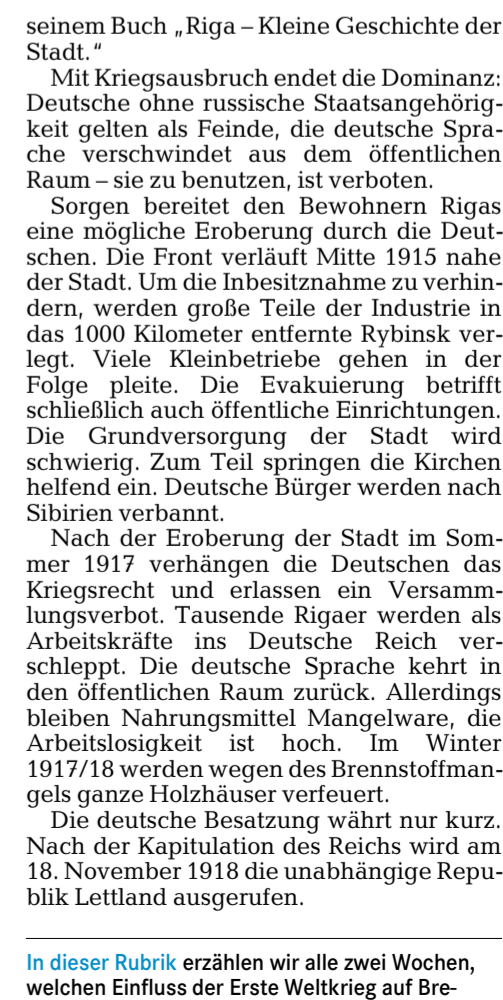 seinem Buch „Riga – Kleine Geschichte der
Stadt.“
Mit Kriegsausbruch endet die Dominanz:
Deutsche ohne russische Staatsangehörig-
keit gelten als Feinde, die deutsche Spra-
che verschwindet aus dem öffentlichen
Raum – sie zu benutzen, ist verboten.
Sorgen bereitet den Bewohnern Rigas
eine mögliche Eroberung durch die Deut-
schen. Die Front verläuft Mitte 1915 nahe
der Stadt. Um die Inbesitznahme zu verhin-
dern, werden große Teile der Industrie in
das 1000 Kilometer entfernte Rybinsk ver-
legt. Viele Kleinbetriebe gehen in der
Folge pleite. Die Evakuierung betrifft
schließlich auch öffentliche Einrichtungen.
Die Grundversorgung der Stadt wird
schwierig. Zum Teil springen die Kirchen
helfend ein. Deutsche Bürger werden nach
Sibirien verbannt.
Nach der Eroberung der Stadt im Som-
mer 1917 verhängen die Deutschen das
Kriegsrecht und erlassen ein Versamm-
lungsverbot. Tausende Rigaer werden als
Arbeitskräfte ins Deutsche Reich ver-
schleppt. Die deutsche Sprache kehrt in
den öffentlichen Raum zurück. Allerdings
bleiben Nahrungsmittel Mangelware, die
Arbeitslosigkeit ist hoch. Im Winter
1917/18 werden wegen des Brennstoffman-
gels ganze Holzhäuser verfeuert.
Die deutsche Besatzung währt nur kurz.
Nach der Kapitulation des Reichs wird am
18. November 1918 die unabhängige Repu-
blik Lettland ausgerufen.
In dieser Rubrik erzählen wir alle zwei Wochen,
welchen Einfluss der Erste Weltkrieg auf Bre-